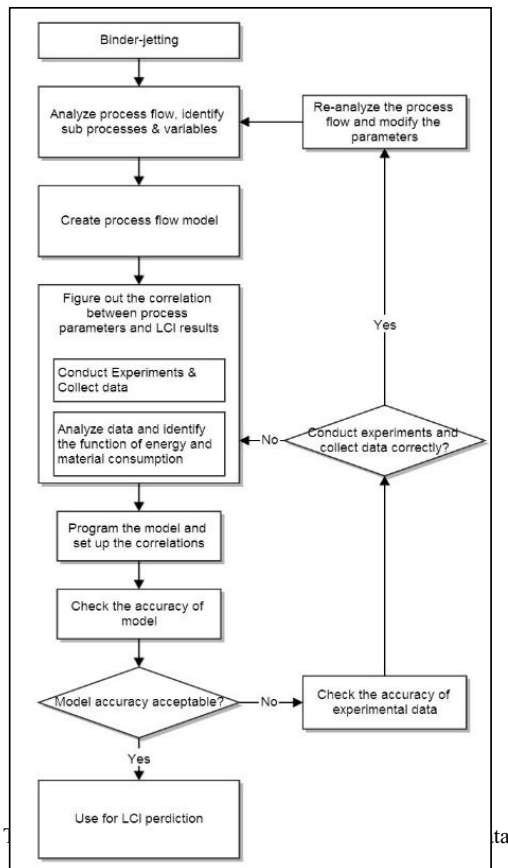 Binder-jetting
Analyze process flow, identify
sub processes & variables
Re-analyze the process
flow and modify the
parameters
Create process flow model
Figure out the correlation
between process
parameters and LCI results
Conduct Experiments &
Collect data
Analyze data and identify
the function of energy and
material consumption
Yes
No
Conduct experiments and
collect data correctly?
Program the model and
set up the correlations
Check the accuracy of
model
Model accuracy acceptable?
No
Check the accuracy of
experimental data
Yes
Use for LCI perdiction